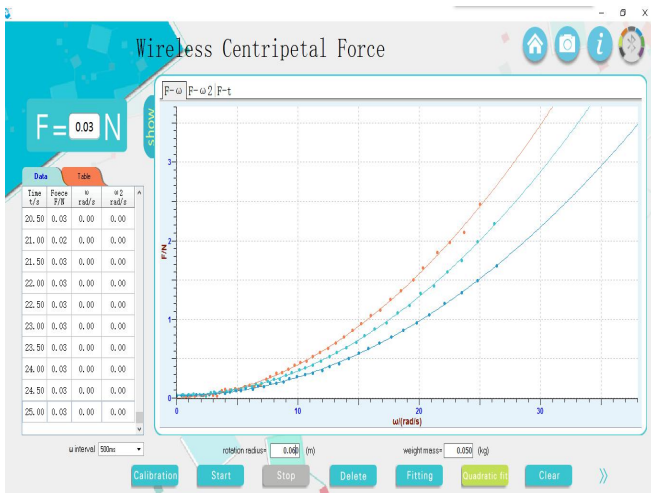 Wireless Centripetal Force
F= 0.03 N
show
F-ω F-ω2 F-t
Data Table
Time t/s Foece F/N ω rad/s ω2 rad/s
20.50 0.03 0.00 0.00
21.00 0.02 0.00 0.00
21.50 0.03 0.00 0.00
22.00 0.03 0.00 0.00
22.50 0.03 0.00 0.00
23.00 0.03 0.00 0.00
23.50 0.03 0.00 0.00
24.00 0.03 0.00 0.00
24.50 0.03 0.00 0.00
25.00 0.03 0.00 0.00
F/N
3
2
1
0
0 10 20 30
ω/(rad/s)
ω interval 500ms
rotation radius= 0.060 (m) weight mass= 0.050 (kg)
Calibration Start Stop Delete Fitting Quadratic fit Clear